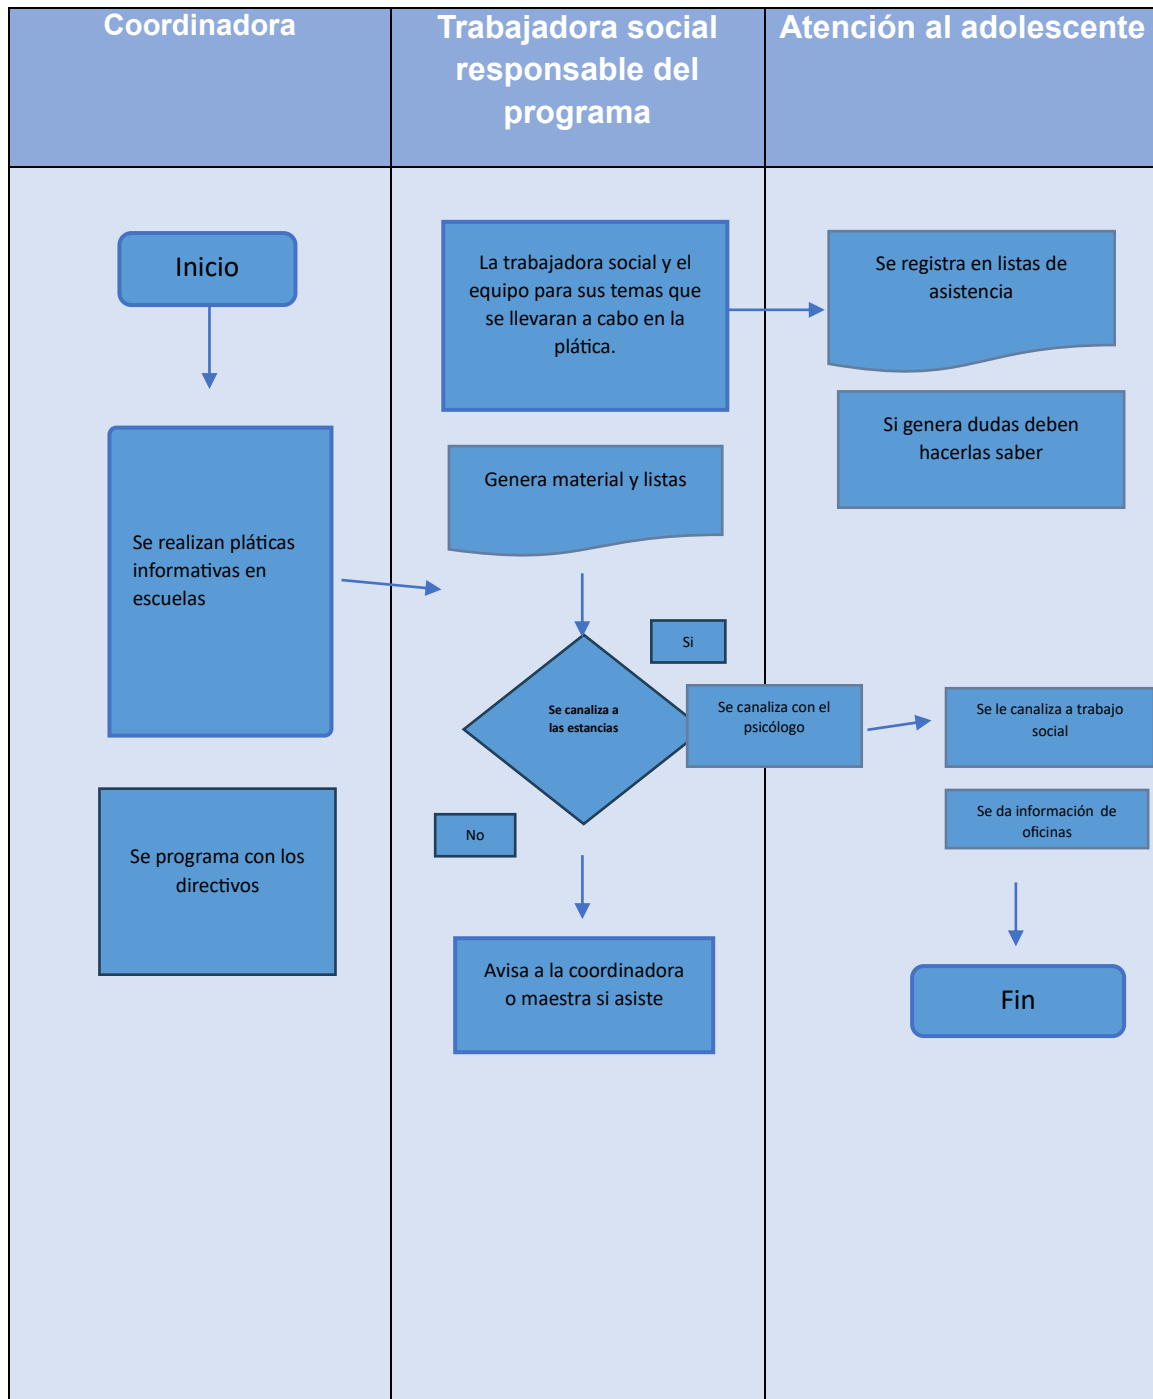 Coordinadora
Trabajadora social
responsable del
programa
Atención al adolescente
Inicio
Se realizan pláticas
informativas en
escuelas
Se programa con los
directivos
La trabajadora social y el
equipo para sus temas que
se llevaran a cabo en la
plática.
Genera material y listas
Se canaliza a
las estancias
Si
Se canaliza con el
psicólogo
No
Avisa a la coordinadora
o maestra si asiste
Se registra en listas de
asistencia
Si genera dudas deben
hacerlas saber
Se le canaliza a trabajo
social
Se da información de
oficinas
Fin